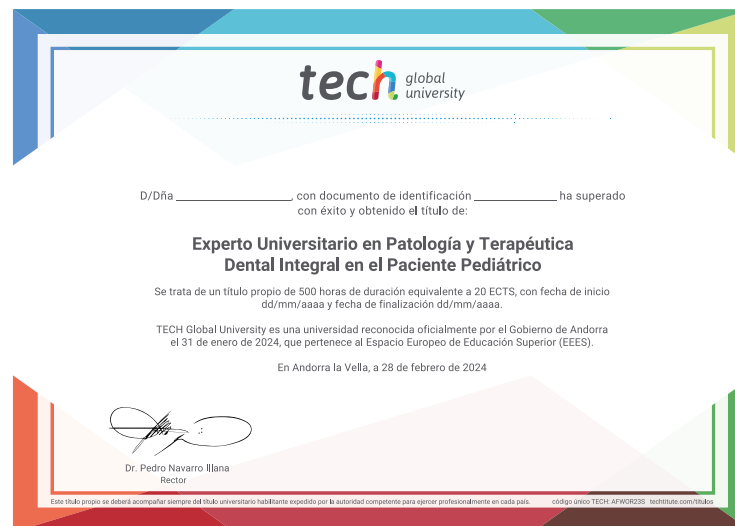 tech global
university
D/Dña ____________________, con documento de identificación ______________ ha superado
con éxito y obtenido el título de:
Experto Universitario en Patología y Terapéutica
Dental Integral en el Paciente Pediátrico
Se trata de un título propio de 500 horas de duración equivalente a 20 ECTS, con fecha de inicio
dd/mm/aaaa y fecha de finalización dd/mm/aaaa.
TECH Global University es una universidad reconocida oficialmente por el Gobierno de Andorra
el 31 de enero de 2024, que pertenece al Espacio Europeo de Educación Superior (EEES).
En Andorra la Vella, a 28 de febrero de 2024
Dr. Pedro Navarro Illana
Rector
Este título propio se deberá acompañar siempre del título universitario habilitante expedido por la autoridad competente para ejercer profesionalmente en cada país. código único TECH: AFWOR23S techtitute.com/titulos